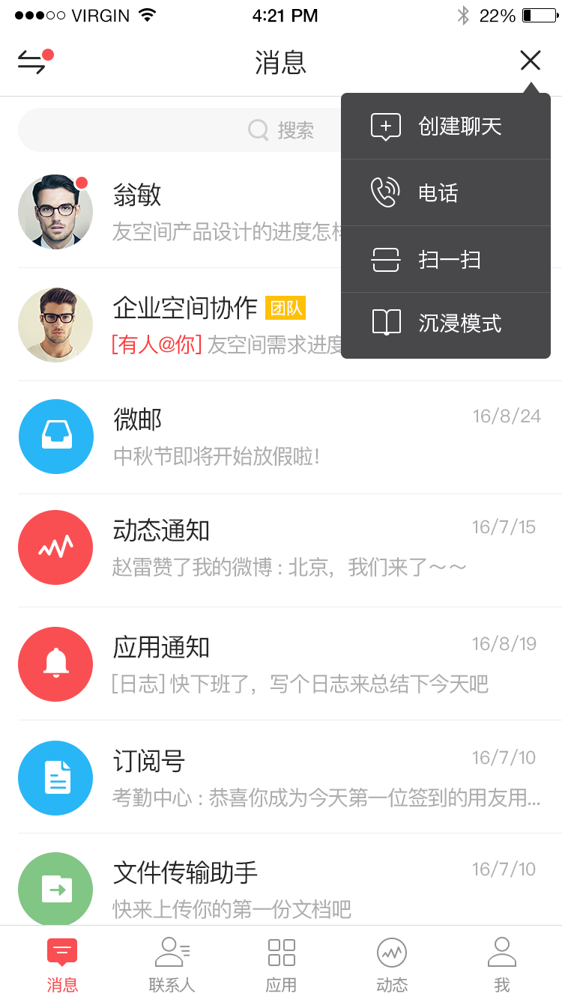 VIRGIN 4:21 PM 22%
消息
搜索
创建聊天
电话
扫一扫
沉浸模式
翁敏
友空间产品设计的进度怎
企业空间协作 团队
[有人@你] 友空间需求进度
微邮 16/8/24
中秋节即将开始放假啦!
动态通知 16/7/15
赵雷赞了我的微博 : 北京，我们来了～～
应用通知 16/8/19
[日志] 快下班了，写个日志来总结下今天吧
订阅号 16/7/10
考勤中心 : 恭喜你成为今天第一位签到的用友用...
文件传输助手 16/7/10
快来上传你的第一份文档吧
消息 联系人 应用 动态 我